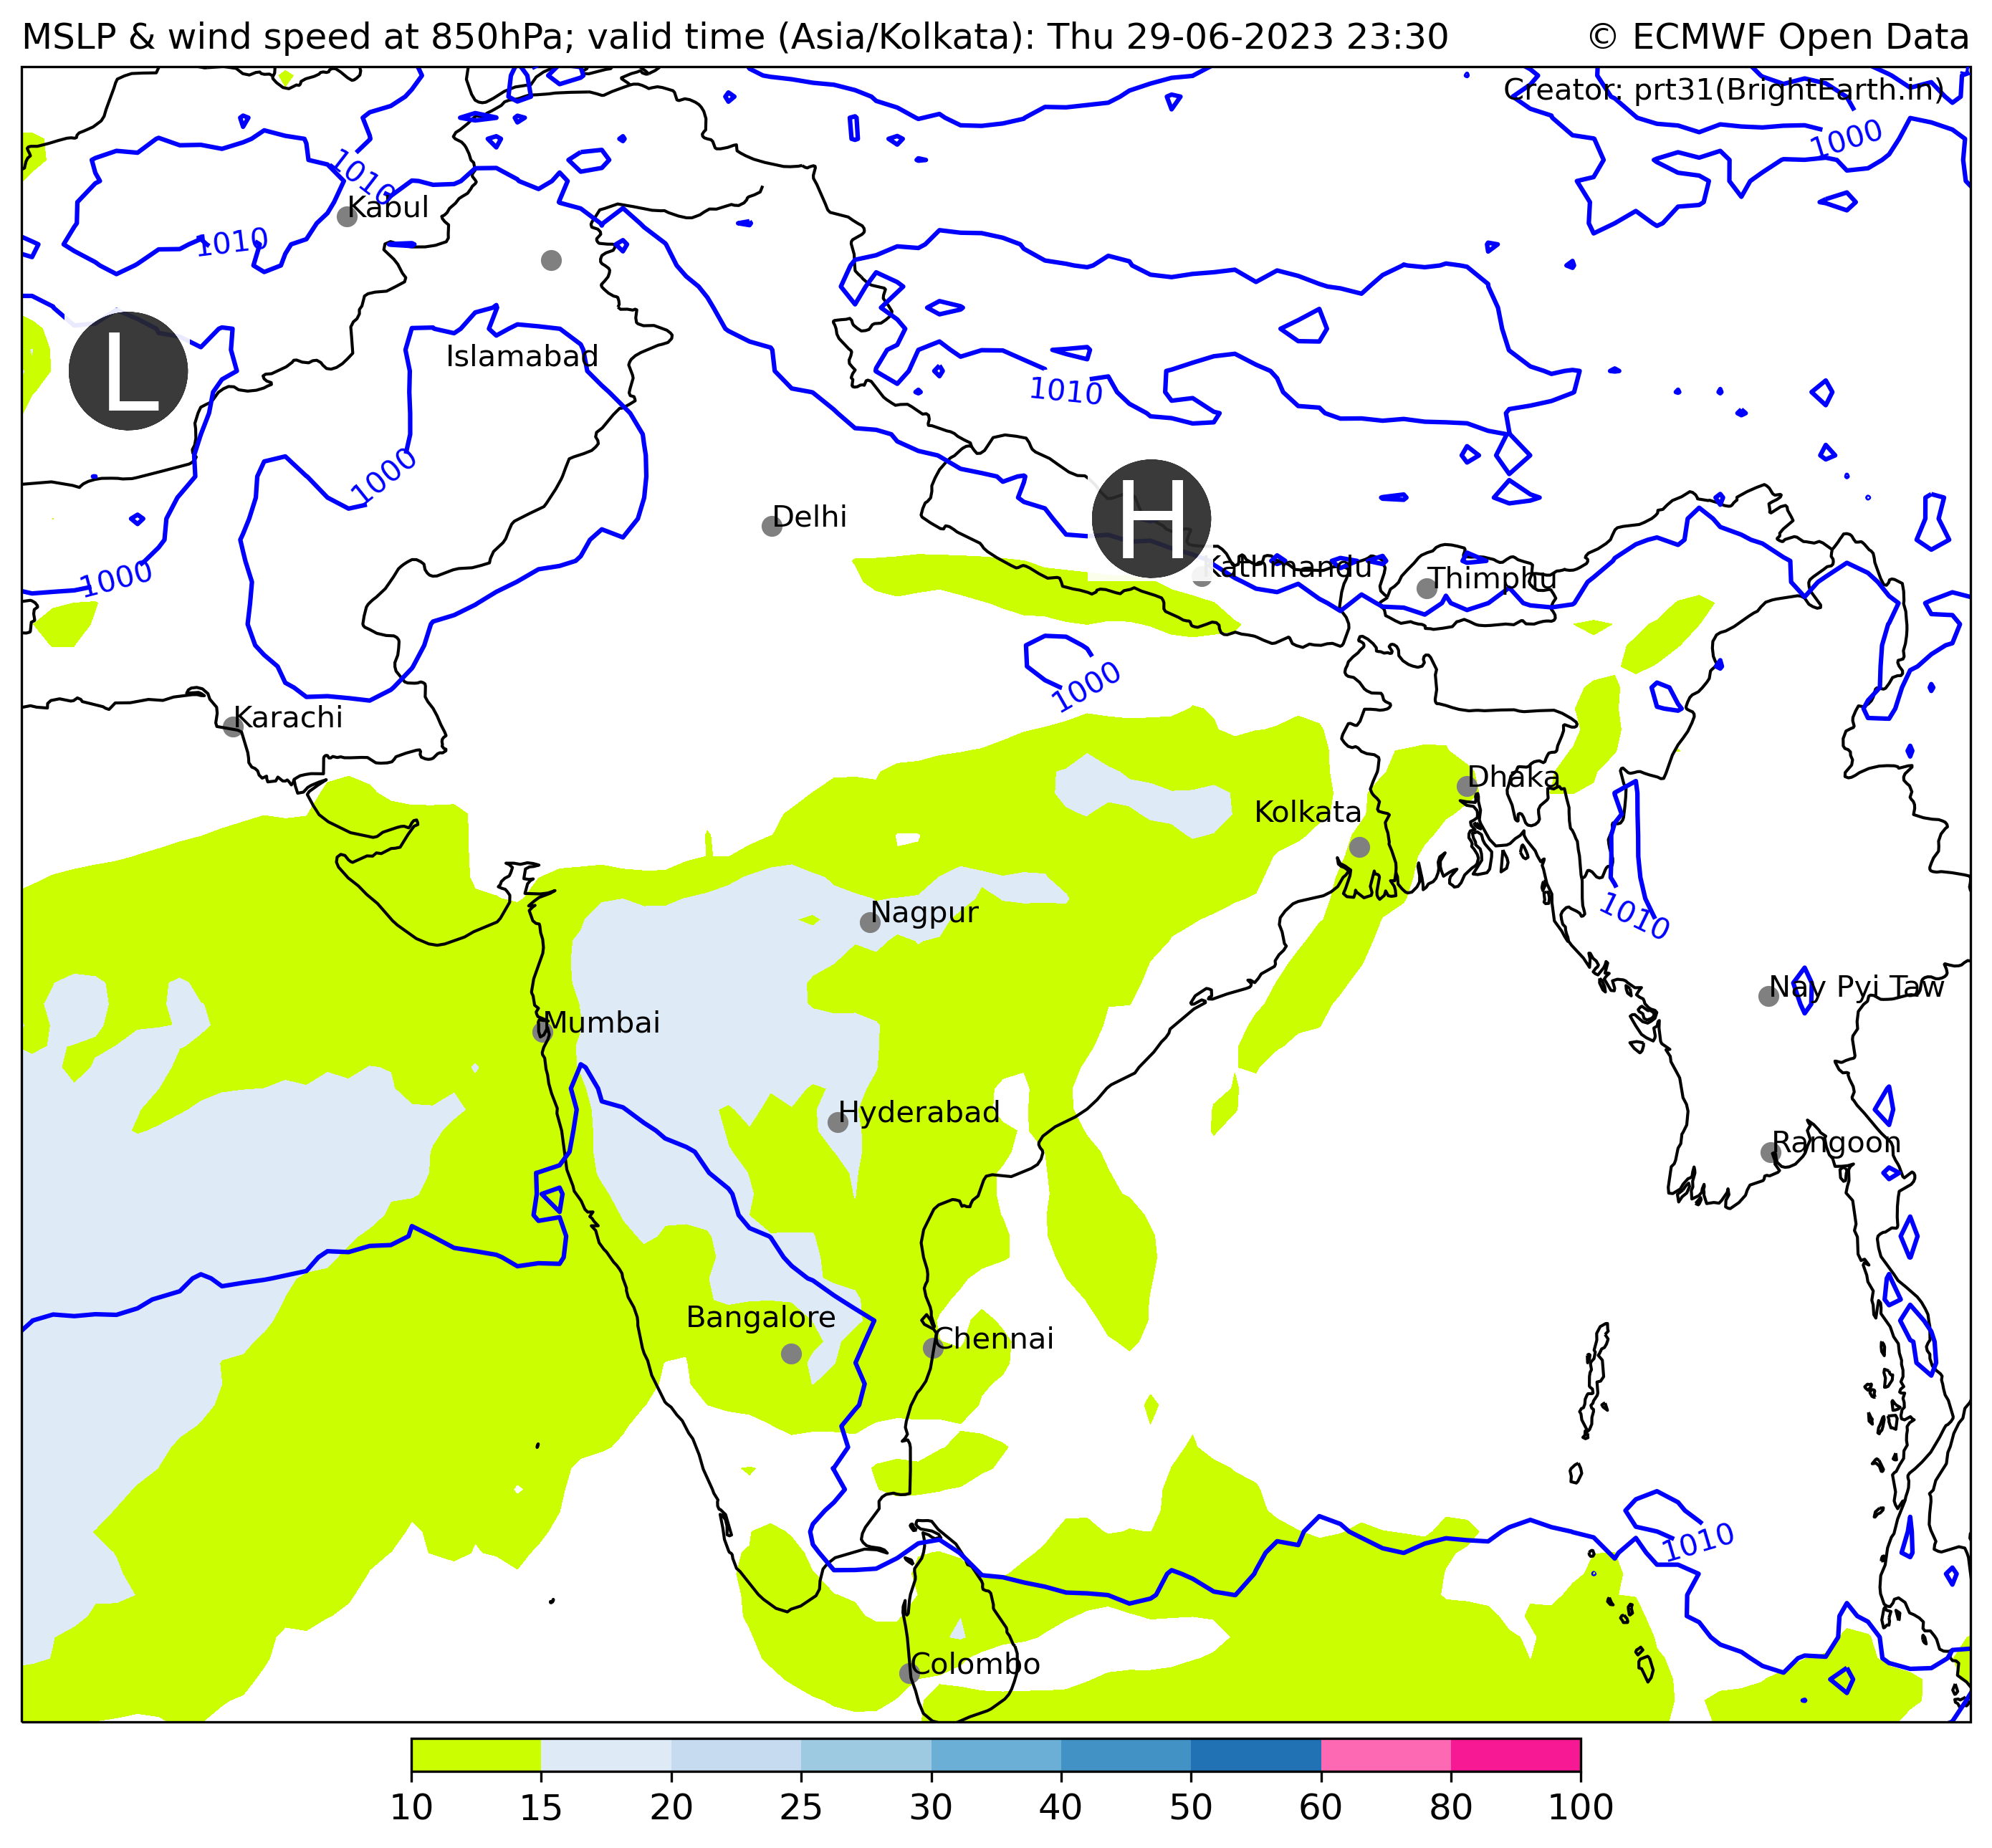 MSLP & wind speed at 850hPa; valid time (Asia/Kolkata): Thu 29-06-2023 23:30
© ECMWF Open Data
Creator: prt31(BrightEarth.in)
1000
1010
Kabul
1010
L
Islamabad
1010
1000
H
Delhi
Kathmandu
Thimphu
1000
1000
Karachi
Dhaka
Kolkata
Nagpur
1010
Nay Pyi Taw
Mumbai
Hyderabad
Rangoon
Bangalore
Chennai
1010
Colombo
10 15 20 25 30 40 50 60 80 100